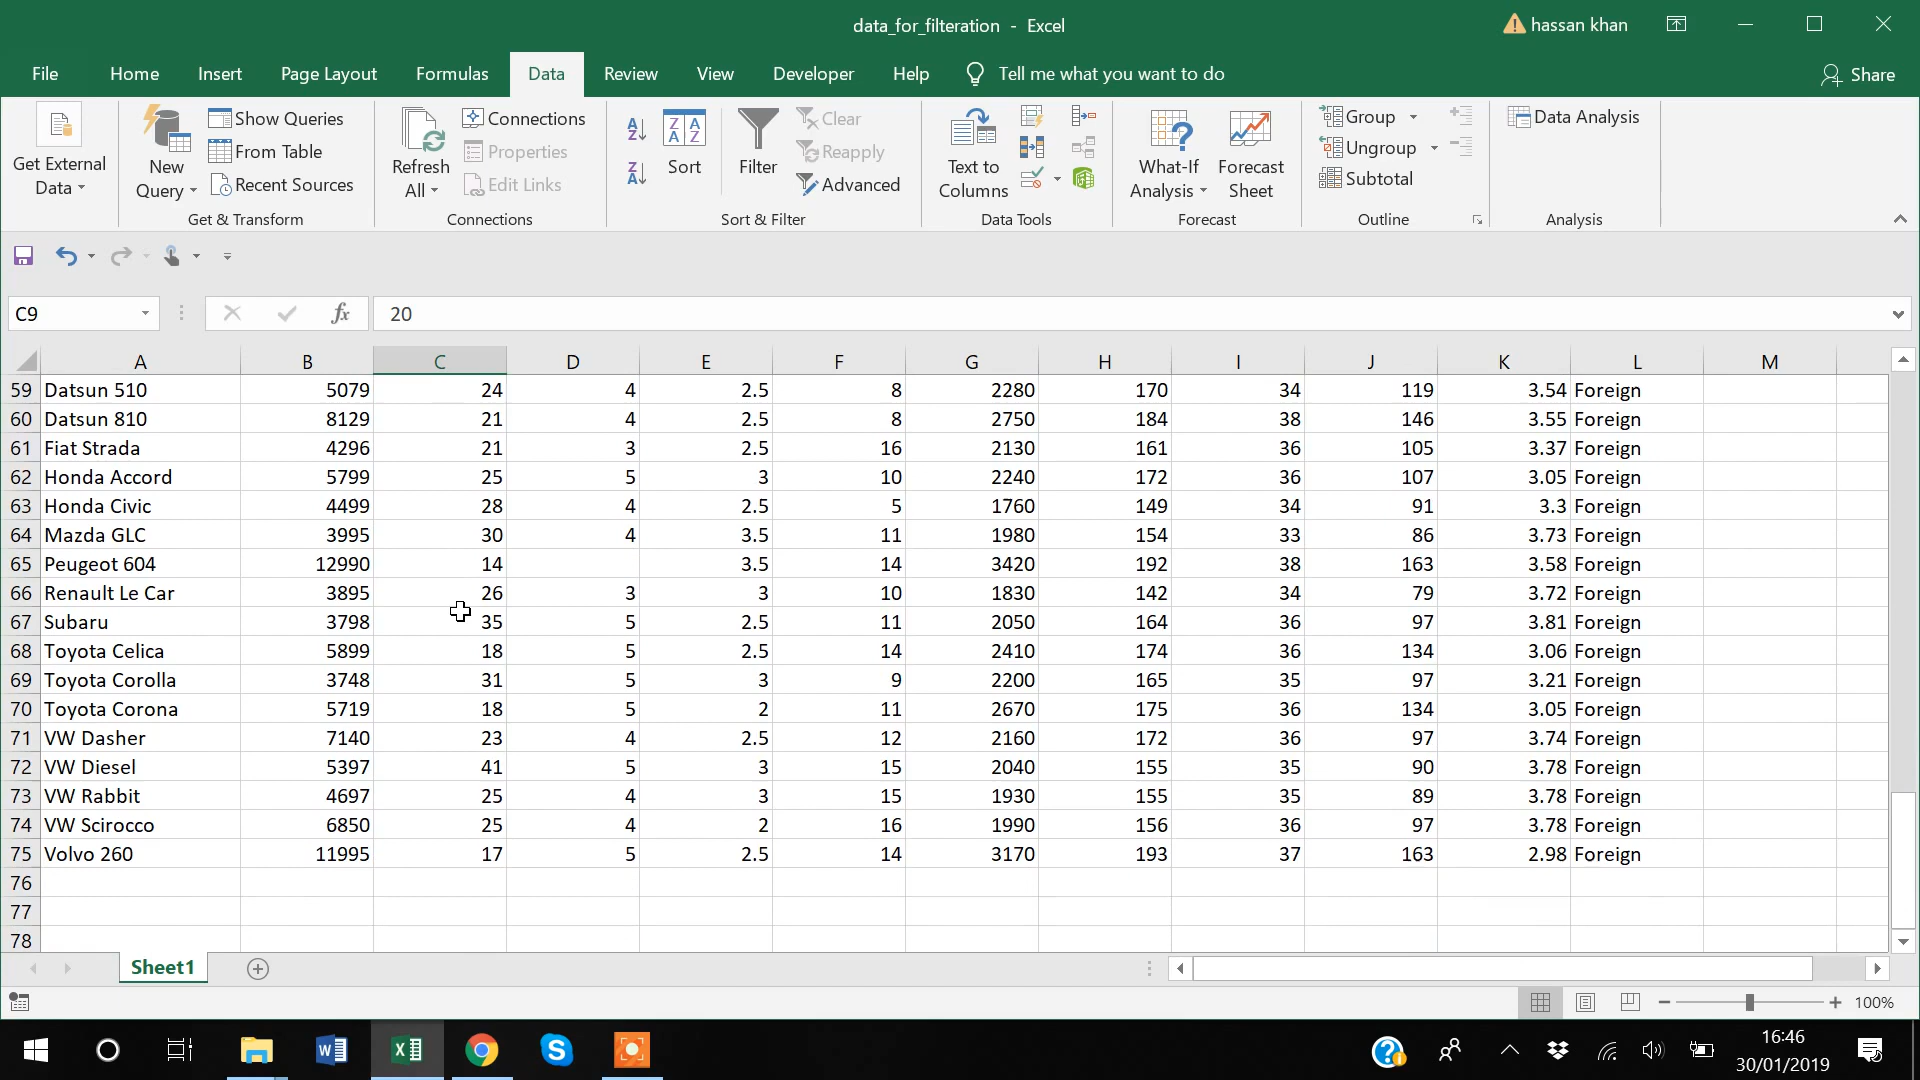 data_for_filteration - Excel
hassan khan
File Home Insert Page Layout Formulas Data Review View Developer Help Tell me what you want to do Share
Get External Data
New Query
Show Queries
From Table
Recent Sources
Get & Transform
Refresh All
Connections
Properties
Edit Links
Connections
Sort
Filter
Clear
Reapply
Advanced
Sort & Filter
Text to Columns
Data Tools
What-If Analysis
Forecast Sheet
Forecast
Group
Ungroup
Subtotal
Outline
Data Analysis
Analysis
C9 fx 20
A B C D E F G H I J K L M
59 Datsun 510 5079 24 4 2.5 8 2280 170 34 119 3.54 Foreign
60 Datsun 810 8129 21 4 2.5 8 2750 184 38 146 3.55 Foreign
61 Fiat Strada 4296 21 3 2.5 16 2130 161 36 105 3.37 Foreign
62 Honda Accord 5799 25 5 3 10 2240 172 36 107 3.05 Foreign
63 Honda Civic 4499 28 4 2.5 5 1760 149 34 91 3.3 Foreign
64 Mazda GLC 3995 30 4 3.5 11 1980 154 33 86 3.73 Foreign
65 Peugeot 604 12990 14 3.5 14 3420 192 38 163 3.58 Foreign
66 Renault Le Car 3895 26 3 3 10 1830 142 34 79 3.72 Foreign
67 Subaru 3798 35 5 2.5 11 2050 164 36 97 3.81 Foreign
68 Toyota Celica 5899 18 5 2.5 14 2410 174 36 134 3.06 Foreign
69 Toyota Corolla 3748 31 5 3 9 2200 165 35 97 3.21 Foreign
70 Toyota Corona 5719 18 5 2 11 2670 175 36 134 3.05 Foreign
71 VW Dasher 7140 23 4 2.5 12 2160 172 36 97 3.74 Foreign
72 VW Diesel 5397 41 5 3 15 2040 155 35 90 3.78 Foreign
73 VW Rabbit 4697 25 4 3 15 1930 155 35 89 3.78 Foreign
74 VW Scirocco 6850 25 4 2 16 1990 156 36 97 3.78 Foreign
75 Volvo 260 11995 17 5 2.5 14 3170 193 37 163 2.98 Foreign
76
77
78
Sheet1
100%
16:46
30/01/2019